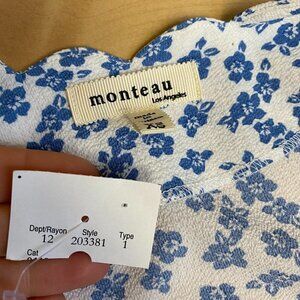 monteau
Los Angeles
XS
Dept/Rayon Style Type
12 203381 1
Cat